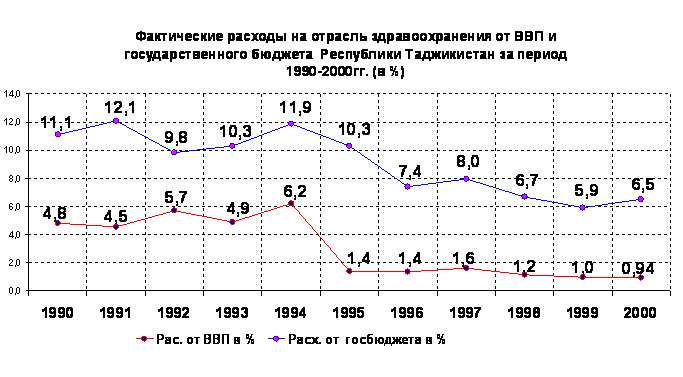 Фактические расходы на отрасль здравоохранения от ВВП и
государственного бюджета Республики Таджикистан за период
1990-2000гг. (в %)
14,0
12,0
10,0
8,0
6,0
4,0
2,0
0,0
11,1 12,1 9,8 10,3 11,9 10,3 7,4 8,0 6,7 5,9 6,5
4,8 4,5 5,7 4,9 6,2 1,4 1,4 1,6 1,2 1,0 0,94
1990 1991 1992 1993 1994 1995 1996 1997 1998 1999 2000
Рас. от ВВП в % Расх. от госбюджета в %